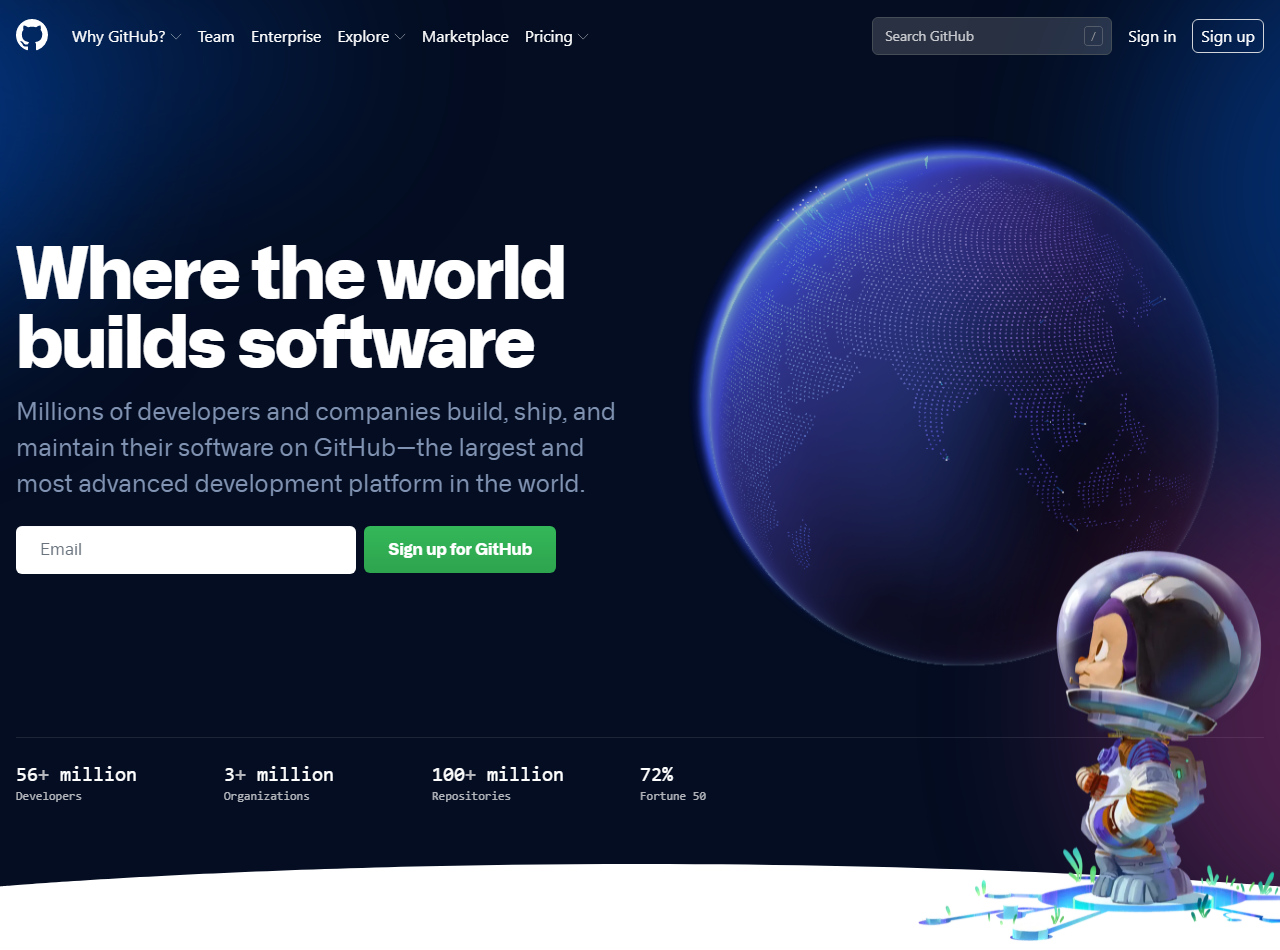 Why GitHub? Team Enterprise Explore Marketplace Pricing Search GitHub / Sign in Sign up
Where the world
builds software
Millions of developers and companies build, ship, and
maintain their software on GitHub—the largest and
most advanced development platform in the world.
Email Sign up for GitHub
56+ million 3+ million 100+ million 72%
Developers Organizations Repositories Fortune 50